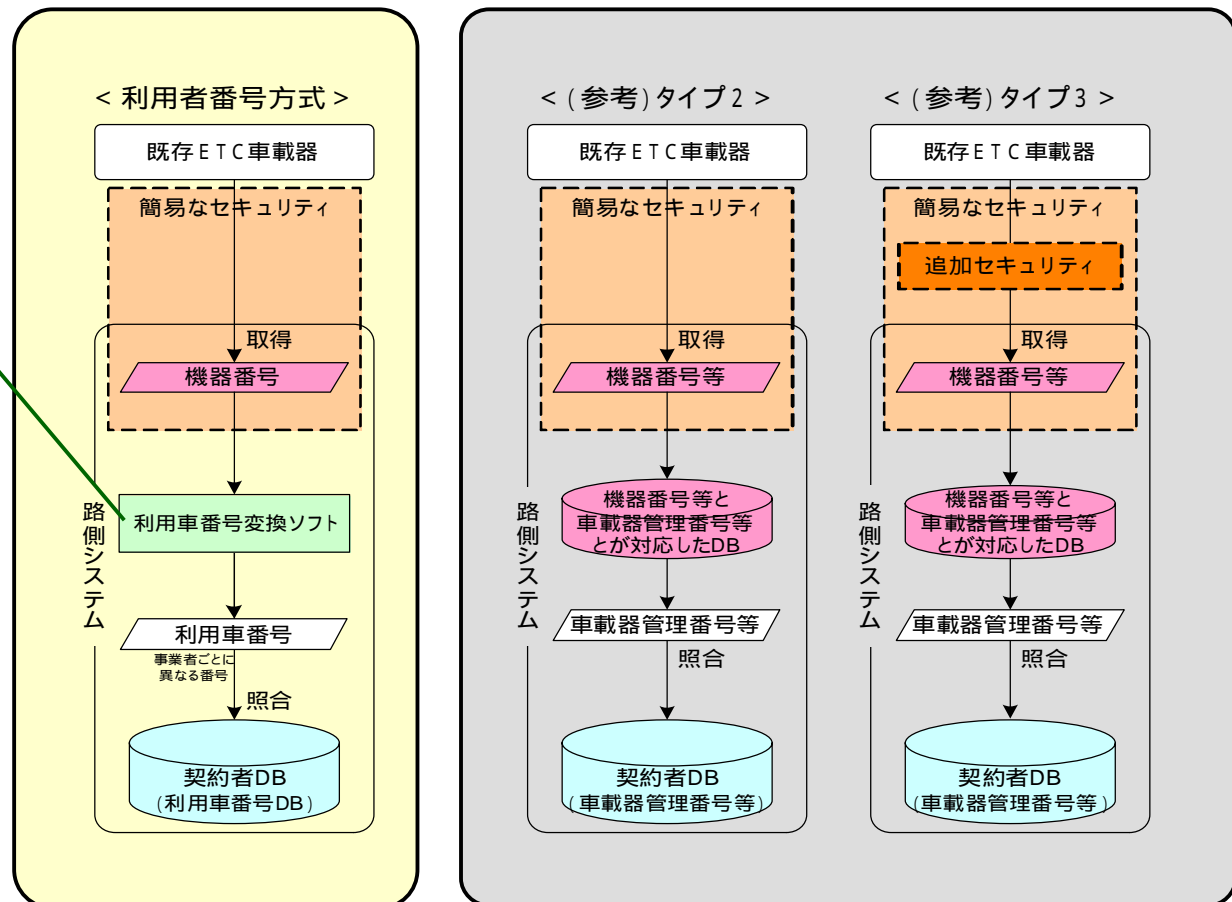 <利用者番号方式>
既存ETC車載器
簡易なセキュリティ
取得
機器番号
利用車番号変換ソフト
路側システム
利用車番号
事業者ごとに
異なる番号
照合
契約者DB
(利用車番号DB)
<(参考)タイプ2>
既存ETC車載器
簡易なセキュリティ
取得
機器番号等
機器番号等と
車載器管理番号等
とが対応したDB
路側システム
車載器管理番号等
照合
契約者DB
(車載器管理番号等)
<(参考)タイプ3>
既存ETC車載器
簡易なセキュリティ
追加セキュリティ
取得
機器番号等
機器番号等と
車載器管理番号等
とが対応したDB
路側システム
車載器管理番号等
照合
契約者DB
(車載器管理番号等)